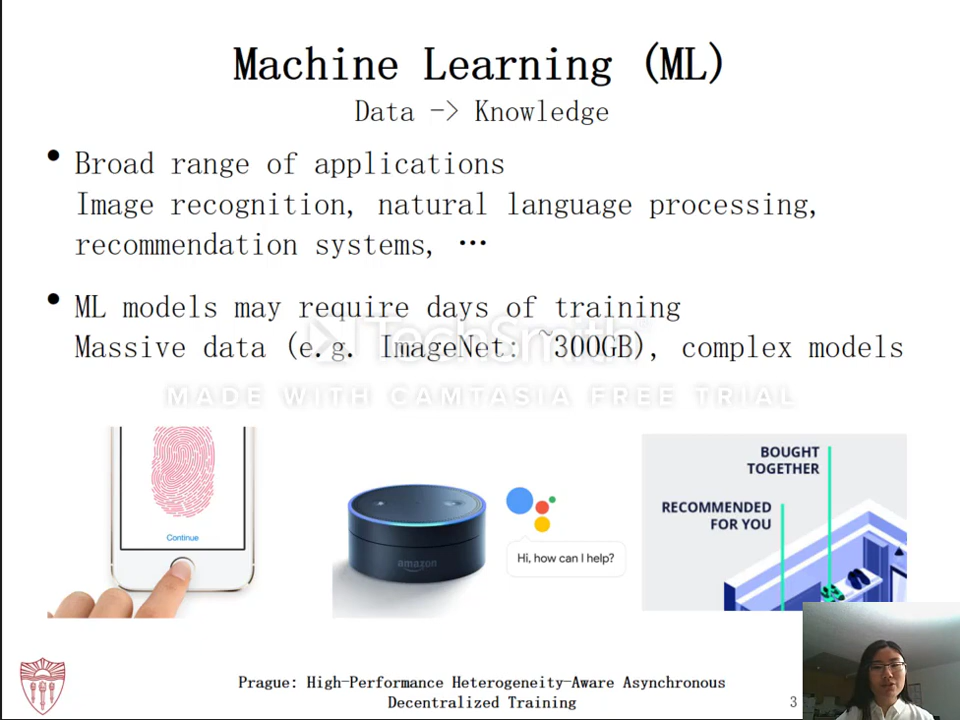 Machine Learning (ML)
Data -> Knowledge
• Broad range of applications
Image recognition, natural language processing,
recommendation systems, …
• ML models may require days of training
Massive data (e.g. ImageNet: ~300GB), complex models
TechSmith
MADE WITH CAMTASIA FREE TRIAL
Continue
amazon
Hi, how can I help?
BOUGHT
TOGETHER
RECOMMENDED
FOR YOU
Prague: High-Performance Heterogeneity-Aware Asynchronous
Decentralized Training
3